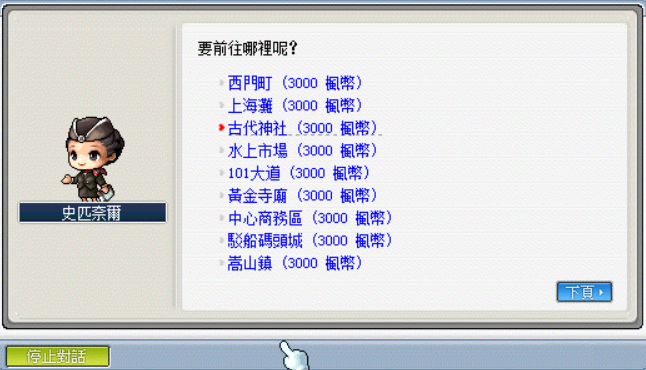 要前往哪裡呢?
西門町 (3000 楓幣)
上海灘 (3000 楓幣)
古代神社 (3000 楓幣)
水上市場 (3000 楓幣)
101大道 (3000 楓幣)
黃金寺廟 (3000 楓幣)
中心商務區 (3000 楓幣)
駁船碼頭城 (3000 楓幣)
嵩山鎮 (3000 楓幣)
史匹奈爾
下頁
停止對話